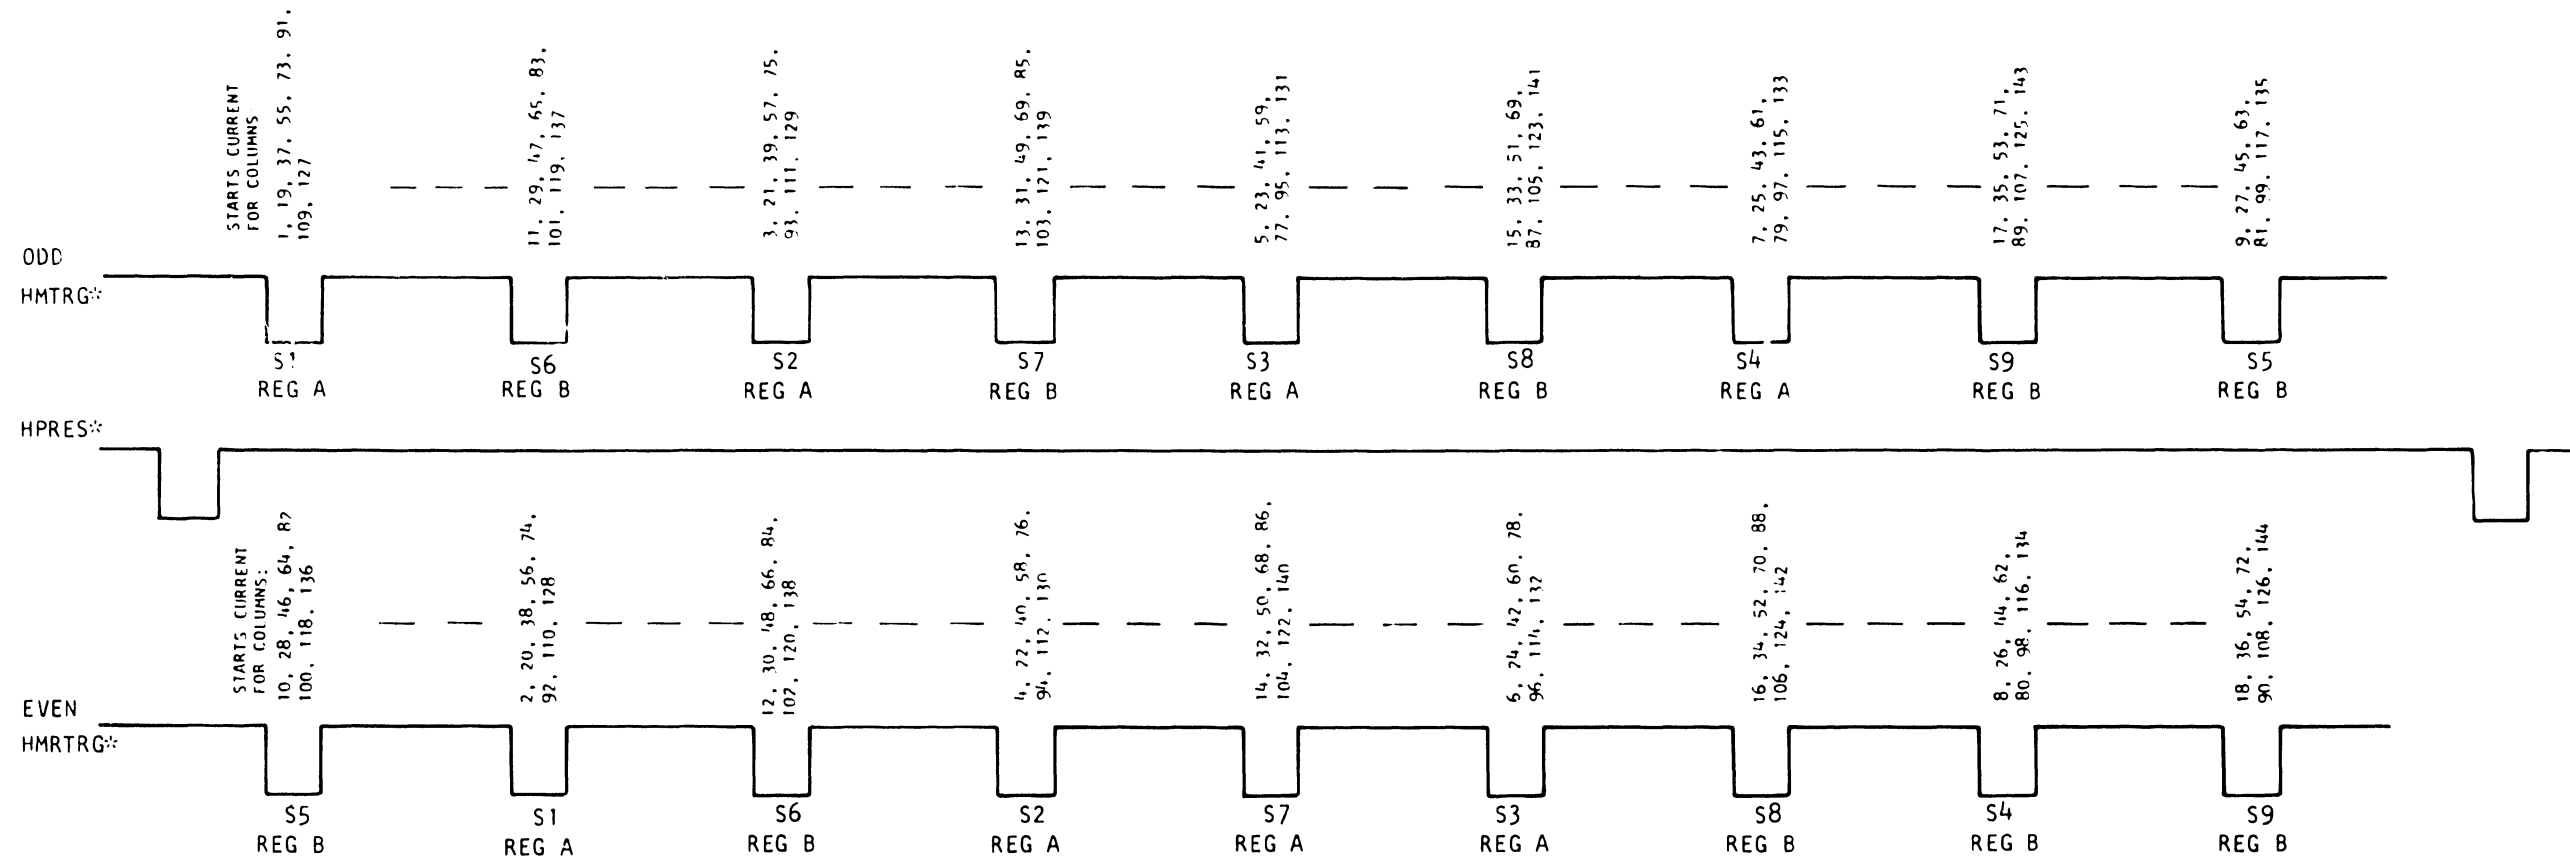 STARTS CURRENT
FOR COLUMNS
1, 19, 37. 55. 73. 91.
109, 127
11, 29, 47, 65. 83.
101. 119. 137
3, 21. 39. 57. 75.
93. 111. 129
13, 31. 49. 69. 85.
103. 121. 139
5, 23. 41. 59,
77. 95. 113. 131
15, 33. 51. 69.
87. 105. 123. 141
7, 25. 43. 61,
79. 97. 115. 133
17. 35. 53. 71,
89. 107. 125. 143
9, 27. 45. 63,
81. 99. 117. 135
ODD
HMTRG*
S1
REG A
S6
REG B
S2
REG A
S7
REG B
S3
REG A
S8
REG B
S4
REG A
S9
REG B
S5
REG B
HPRES*
STARTS CURRENT
FOR COLUMNS:
10, 28, 46, 64, 82
100. 118. 136
2, 20, 38, 56, 74,
92. 110. 128
12, 30. 48. 66. 84.
102. 120. 138
4, 22. 40. 58. 76.
94. 112. 130
14, 32. 50. 68. 86,
104. 122. 140
6, 24. 42. 60. 78.
96. 114. 132
16, 34. 52. 70. 88,
106. 124. 142
8, 26. 44. 62.
80. 98. 116. 134
18, 36. 54. 72.
90. 108. 126. 144
EVEN
HMRTRG*
S5
REG B
S1
REG A
S6
REG B
S2
REG A
S7
REG A
S3
REG A
S8
REG B
S4
REG B
S9
REG B